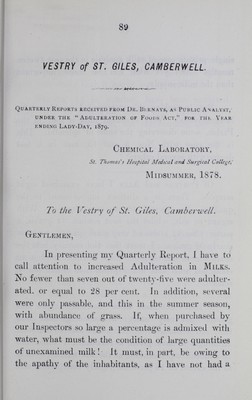 89
VESTRY of ST. GILES, CAMBERWELL.
QUARTERLY REPORTS RECEIVED FROM DR. BERNAYS, AS PUBLIC ANALYST,
UNDER THE "ADULTERATION OF FOODS ACT," FOR THE YEAR
ENDING LADY-DAY, 1879.
CHEMICAL LABORATORY,
St. Thomas's Hospital Medical and Surgical College,
MIDSUMMER, 1878.
To the Vestry of St. Giles, Camberwell.
GENTLEMEN,
In presenting my Quarterly Report, I have to
call attention to increased Adulteration in MILKS.
No fewer than seven out of twenty-five were adulter-
ated, or equal to 28 per cent. In addition, several
were only passable, and this in the summer season,
with abundance of grass. If, when purchased by
our Inspectors so large a percentage is admixed with
water, what must be the condition of large quantities
of unexamined milk! It must, in part, be owing to
the apathy of the inhabitants, as I have not had a